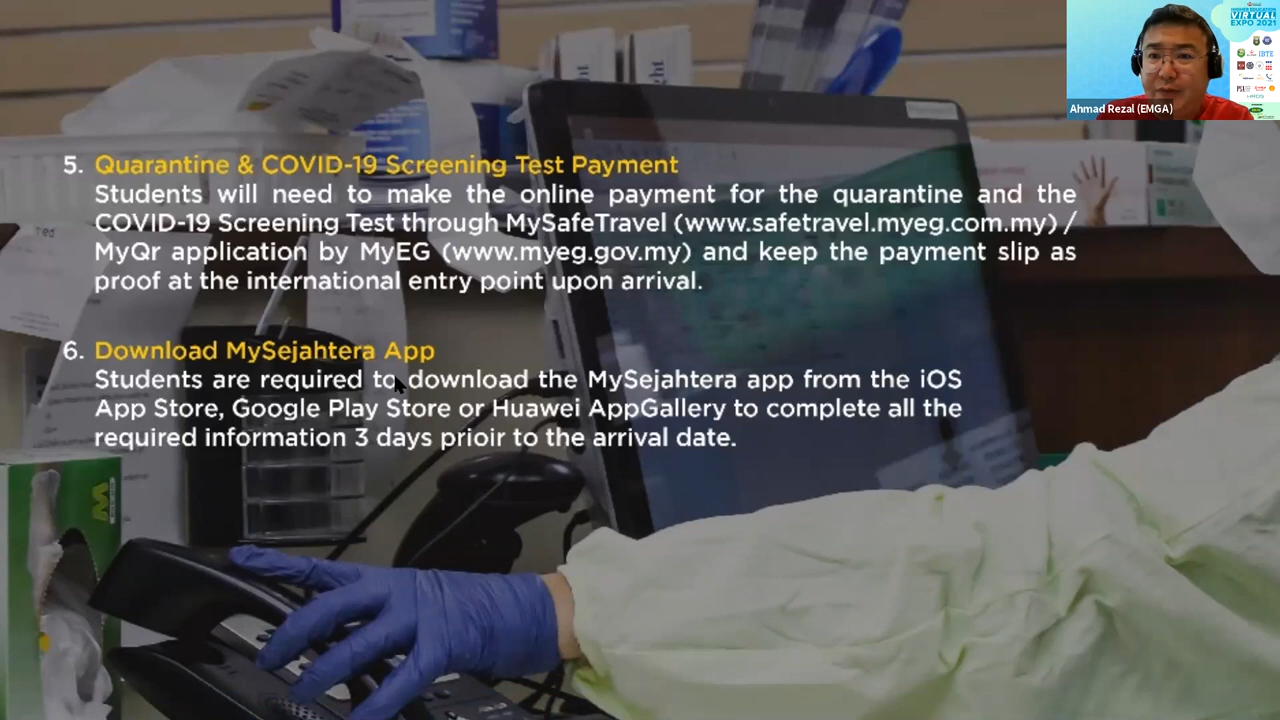 HIGHER EDUCATION
VIRTUAL
EXPO 2021
IBTE
Ahmad Rezal (EMGA)
5. Quarantine & COVID-19 Screening Test Payment
Students will need to make the online payment for the quarantine and the
COVID-19 Screening Test through MySafeTravel (www.safetravel.myeg.com.my) /
MyQr application by MyEG (www.myeg.gov.my) and keep the payment slip as
proof at the international entry point upon arrival.
6. Download MySejahtera App
Students are required to download the MySejahtera app from the iOS
App Store, Google Play Store or Huawei AppGallery to complete all the
required information 3 days prioir to the arrival date.